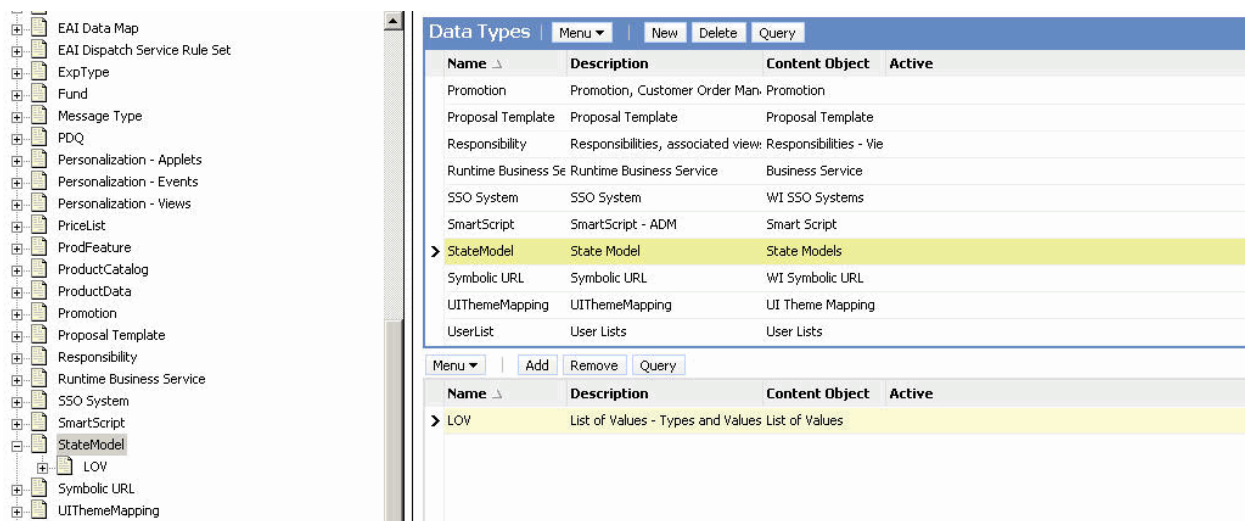 EAI Data Map
EAI Dispatch Service Rule Set
ExpType
Fund
Message Type
PDQ
Personalization - Applets
Personalization - Events
Personalization - Views
PriceList
ProdFeature
ProductCatalog
ProductData
Promotion
Proposal Template
Responsibility
Runtime Business Service
SSO System
SmartScript
StateModel
LOV
Symbolic URL
UIThemeMapping
Data Types Menu New Delete Query
Name Description Content Object Active
Promotion Promotion, Customer Order Man Promotion
Proposal Template Proposal Template Proposal Template
Responsibility Responsibilities, associated view Responsibilities - Vie
Runtime Business Se Runtime Business Service Business Service
SSO System SSO System WI SSO Systems
SmartScript SmartScript - ADM Smart Script
StateModel State Model State Models
Symbolic URL Symbolic URL WI Symbolic URL
UIThemeMapping UIThemeMapping UI Theme Mapping
UserList User Lists User Lists
Menu Add Remove Query
Name Description Content Object Active
LOV List of Values - Types and Values List of Values